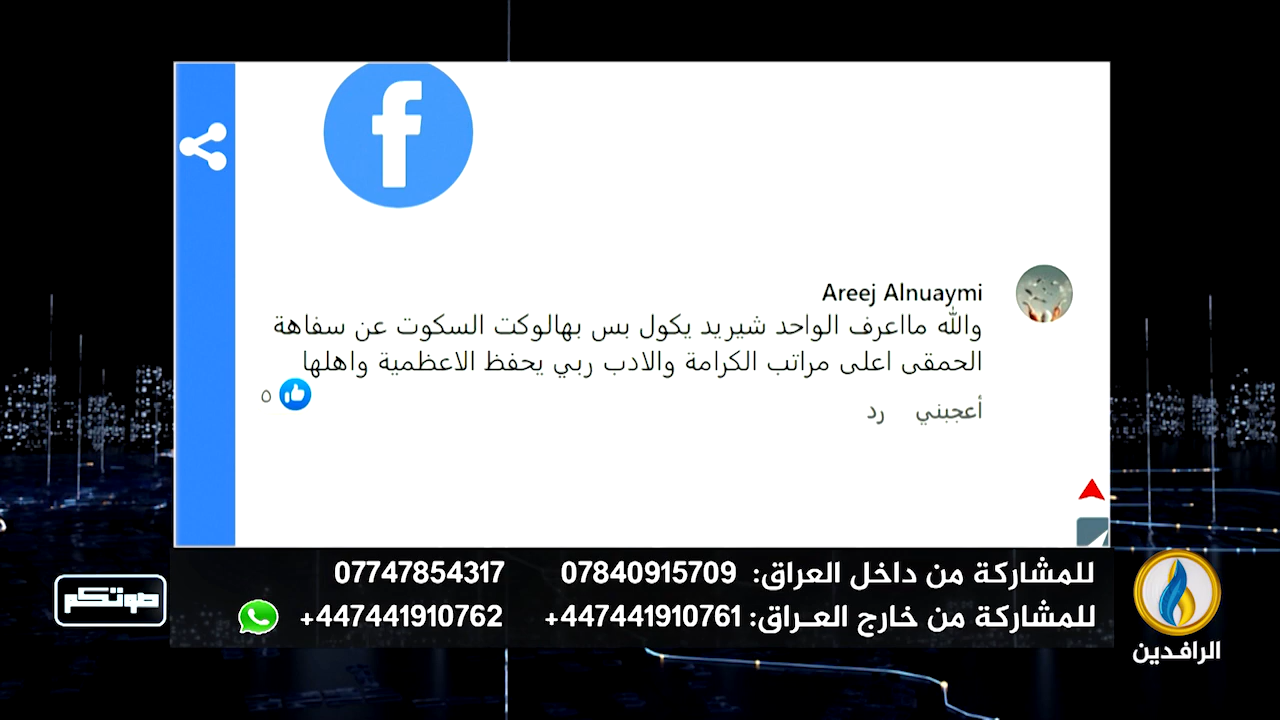 Areej Alnuaymi
والله مااعرف الواحد شيريد يكول بس بهالوكت السكوت عن سفاهة
الحمقى اعلى مراتب الكرامة والادب ربي يحفظ الاعظمية واهلها
٥
أعجبني رد
للمشاركة من داخل العراق: 07840915709 07747854317
للمشاركة من خارج العـراق: +447441910761 +447441910762
صوتكم
الرافدين